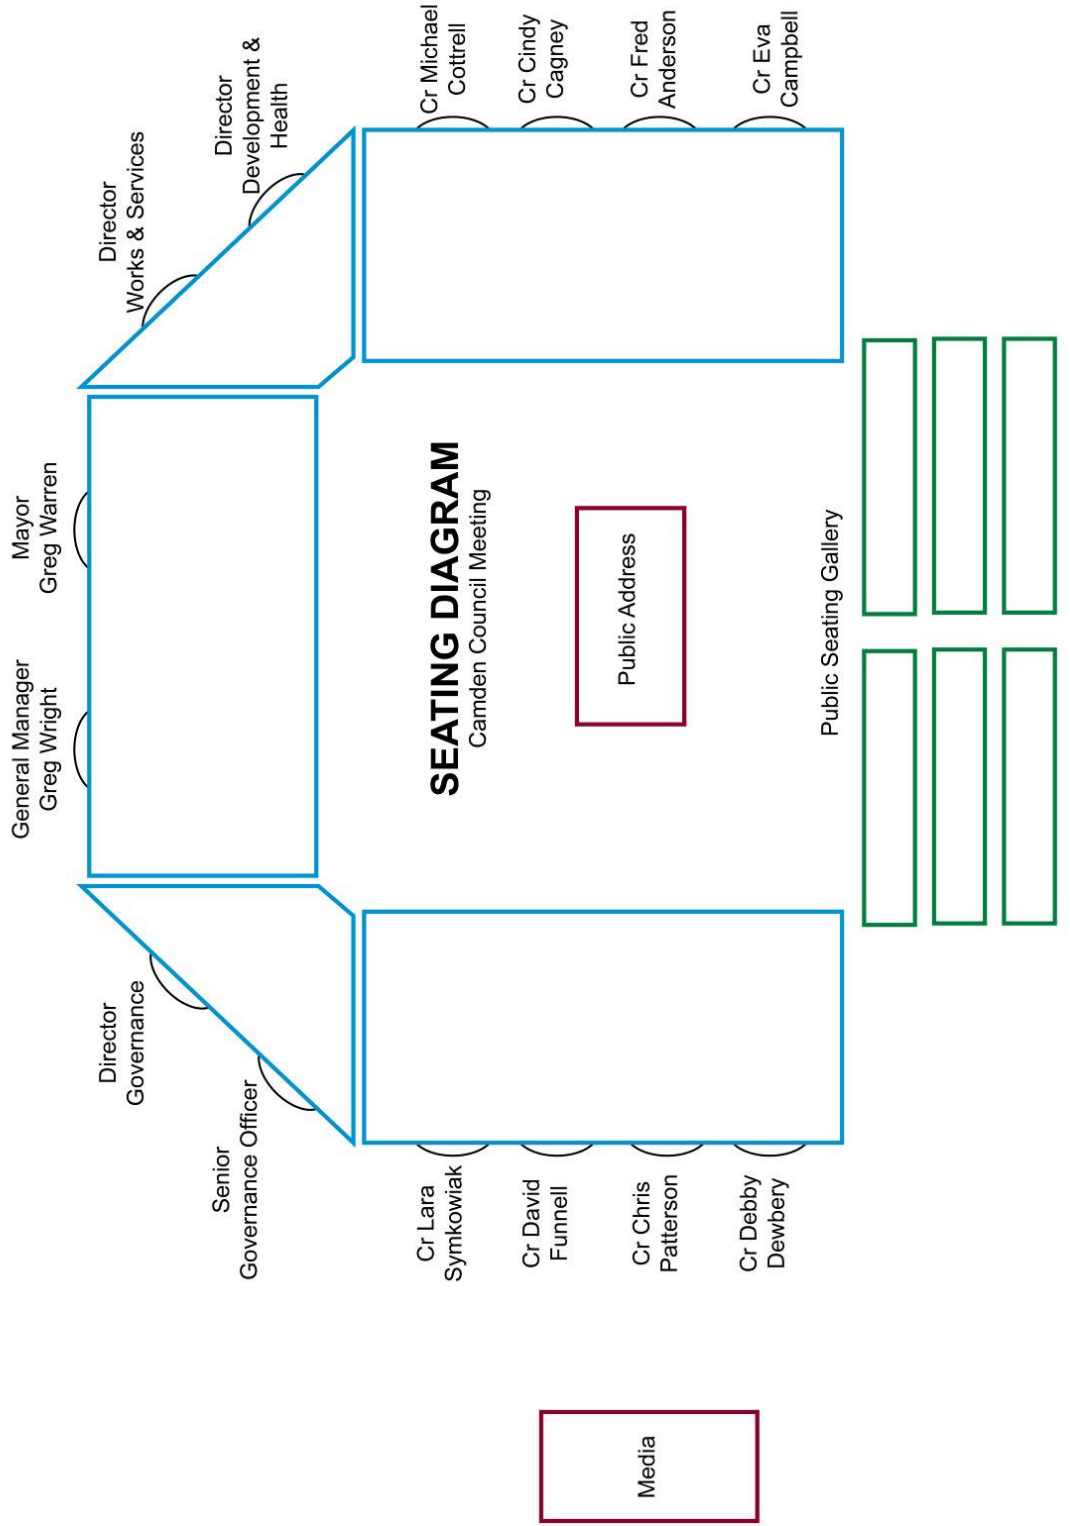 General Manager
Greg Wright
Mayor
Greg Warren
Director
Governance
Director
Works & Services
Senior
Governance Officer
Director
Development &
Health
Cr Lara
Symkowiak
Cr David
Funnell
Cr Chris
Patterson
Cr Debby
Dewbery
SEATING DIAGRAM
Camden Council Meeting
Cr Michael
Cottrell
Cr Cindy
Cagney
Cr Fred
Anderson
Cr Eva
Campbell
Media
Public Address
Public Seating Gallery